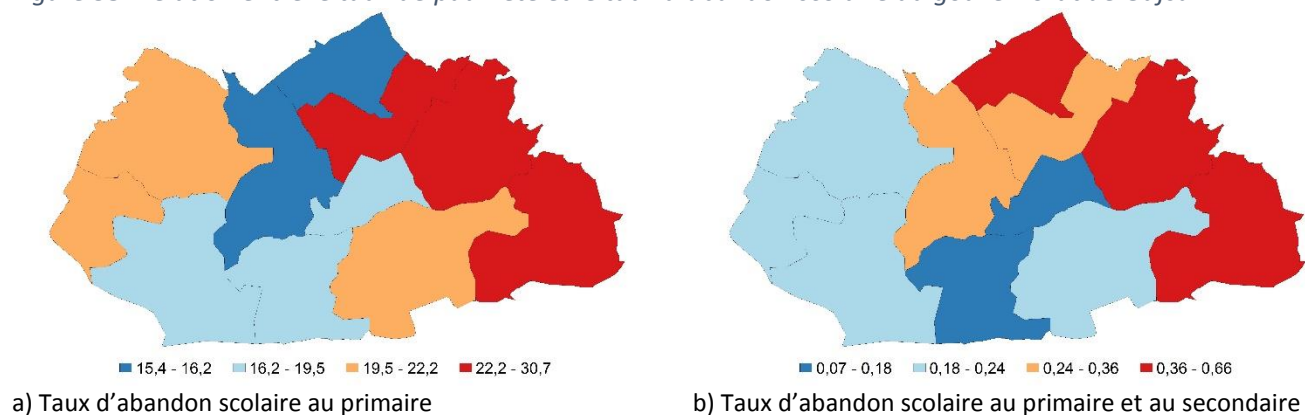 15,4 - 16,2 16,2 - 19,5 19,5 - 22,2 22,2 - 30,7
0,07 - 0,18 0,18 - 0,24 0,24 - 0,36 0,36 - 0,66
a) Taux d'abandon scolaire au primaire
b) Taux d'abandon scolaire au primaire et au secondaire